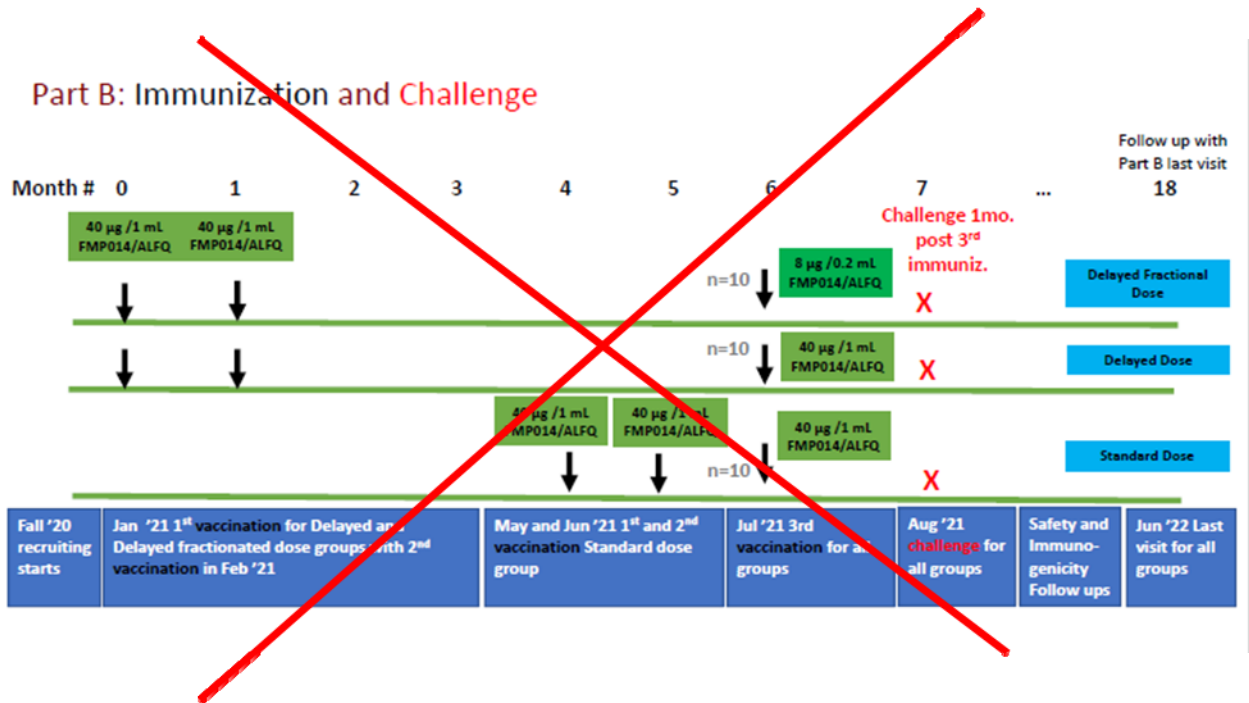 Part B: Immunization and Challenge
Follow up with
Part B last visit
Month # 0 1 2 3 4 5 6 7 ... 18
40 µg /1 mL
FMP014/ALFQ
40 µg /1 mL
FMP014/ALFQ
Challenge 1mo.
post 3rd
immuniz.
n=10
8 µg /0.2 mL
FMP014/ALFQ
X
Delayed Fractional
Dose
n=10
40 µg /1 mL
FMP014/ALFQ
X
Delayed Dose
40 µg /1 mL
FMP014/ALFQ
40 µg /1 mL
FMP014/ALFQ
n=10
40 µg /1 mL
FMP014/ALFQ
X
Standard Dose
Fall '20
recruiting
starts
Jan '21 1st vaccination for Delayed and
Delayed fractionated dose groups with 2nd
vaccination in Feb '21
May and Jun '21 1st and 2nd
vaccination Standard dose
group
Jul '21 3rd
vaccination for all
groups
Aug '21
challenge for
all groups
Safety and
Immuno-
genicity
Follow ups
Jun '22 Last
visit for all
groups